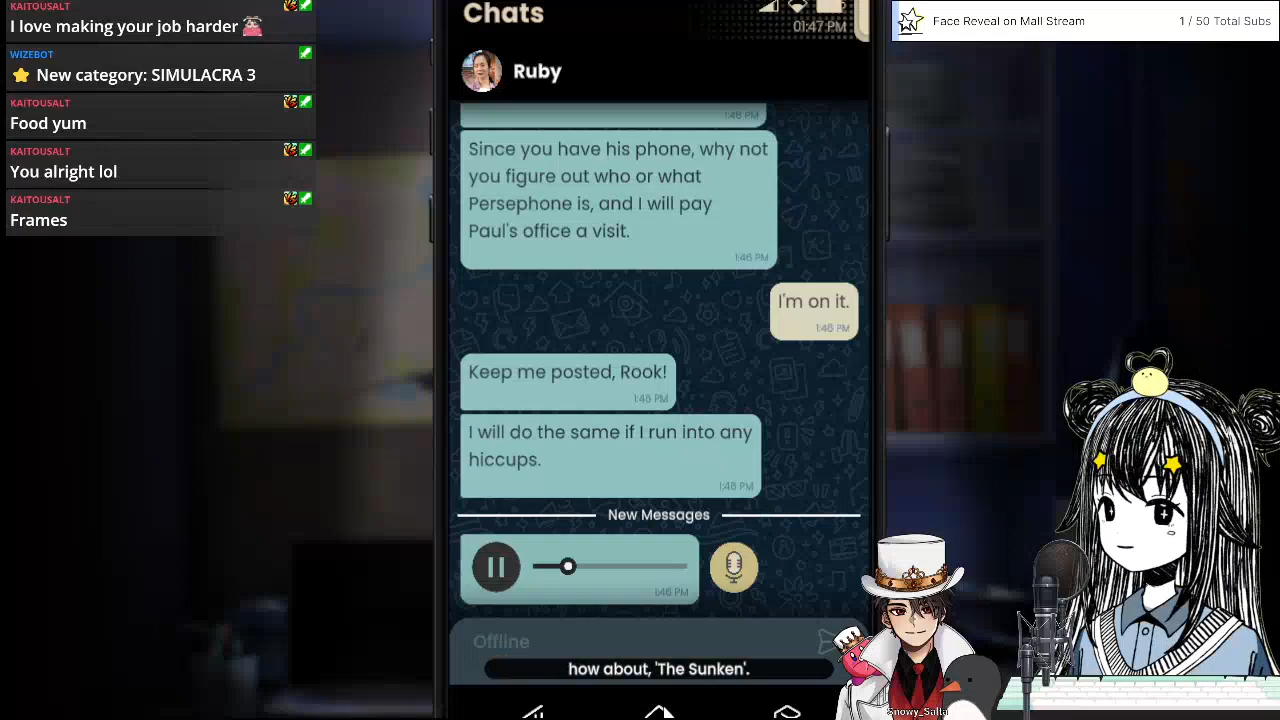 KAITOUSALT
I love making your job harder
WIZEBOT
New category: SIMULACRA 3
KAITOUSALT
Food yum
KAITOUSALT
You alright lol
KAITOUSALT
Frames
Chats
01:47 PM
Ruby
1:46 PM
Since you have his phone, why not
you figure out who or what
Persephone is, and I will pay
Paul's office a visit.
1:46 PM
I'm on it.
1:46 PM
Keep me posted, Rook!
1:46 PM
I will do the same if I run into any
hiccups.
1:46 PM
New Messages
1:46 PM
Offline
how about, 'The Sunken'.
Face Reveal on Mall Stream
1 / 50 Total Subs
Snowy_Salta